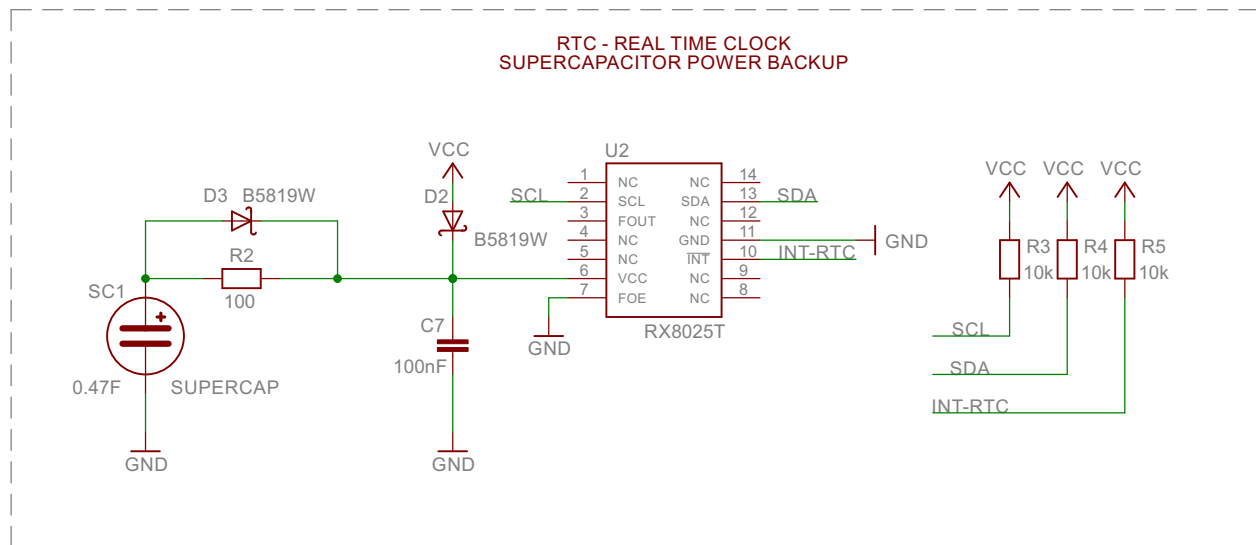 RTC - REAL TIME CLOCK
SUPERCAPACITOR POWER BACKUP
D3 B5819W
R2
100
SC1
+
0.47F SUPERCAP
GND
VCC
D2
B5819W
C7
100nF
GND
U2
1 NC NC 14
SCL 2 SCL SDA 13 SDA
3 FOUT NC 12
4 NC GND 11 GND
5 NC INT 10 INT-RTC
6 VCC NC 9
7 FOE NC 8
GND
RX8025T
VCC VCC VCC
R3 R4 R5
10k 10k 10k
SCL
SDA
INT-RTC